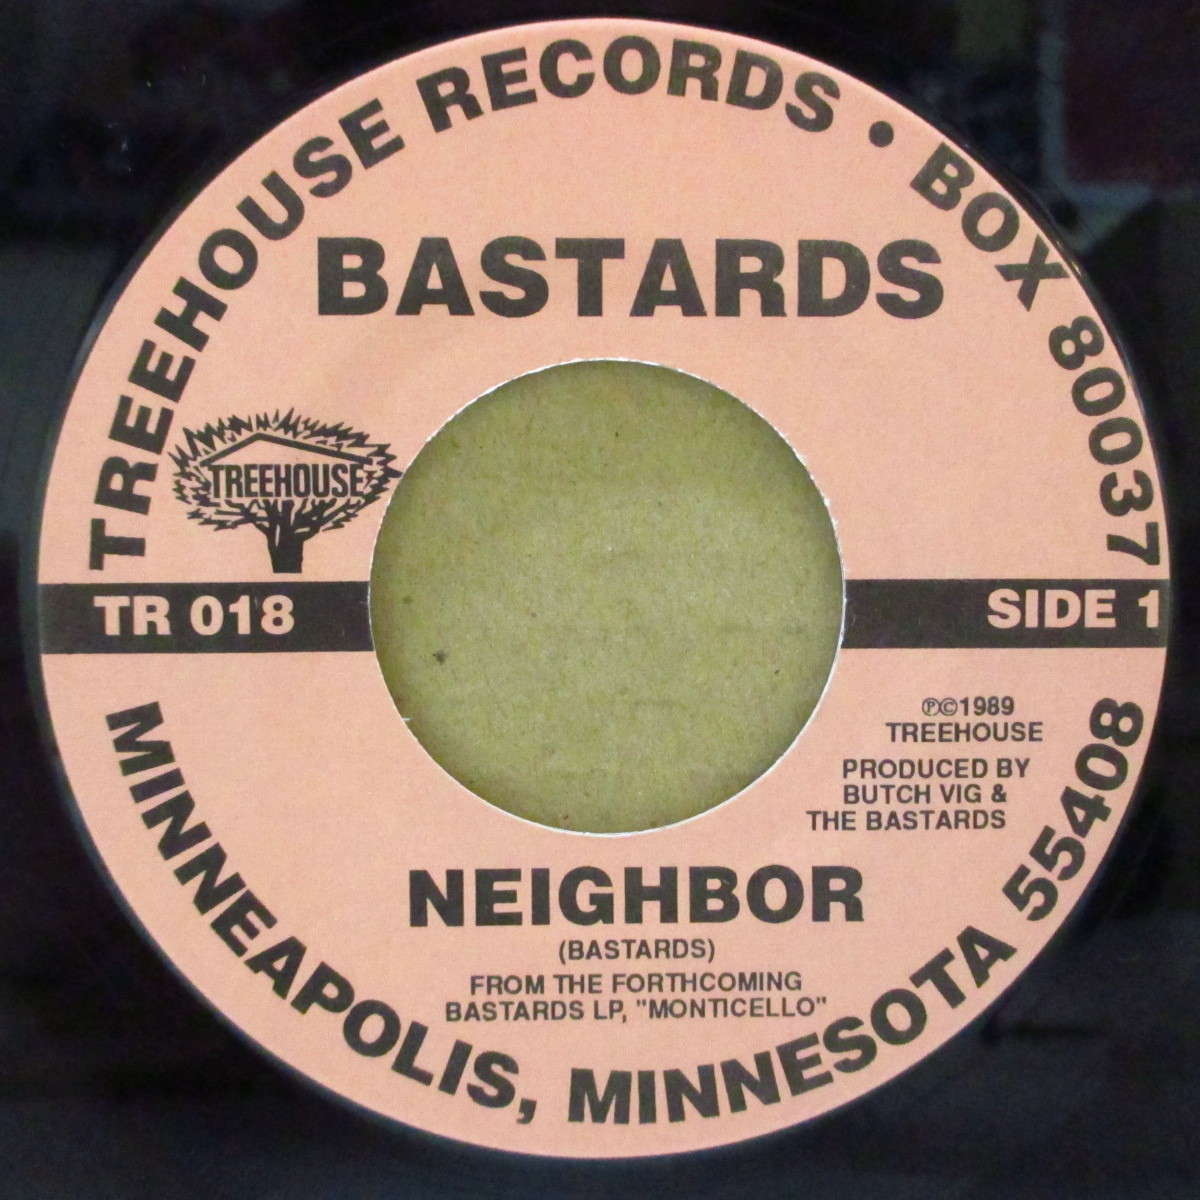 TREEHOUSE RECORDS • BOX 80037
BASTARDS
TREEHOUSE
TR 018
SIDE 1
℗©1989
TREEHOUSE
PRODUCED BY
BUTCH VIG &
THE BASTARDS
NEIGHBOR
(BASTARDS)
FROM THE FORTHCOMING
BASTARDS LP, "MONTICELLO"
MINNEAPOLIS, MINNESOTA 55408